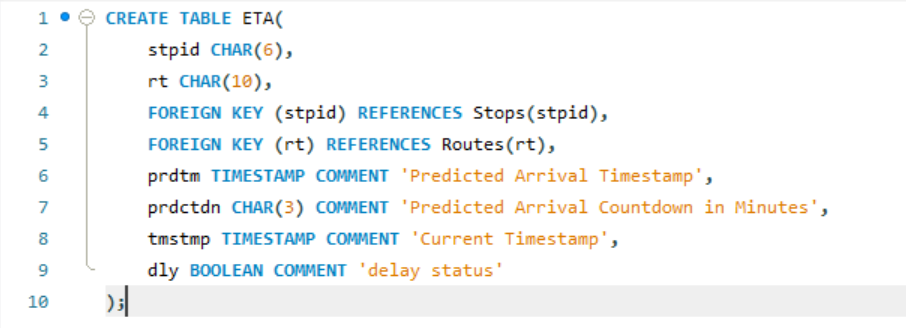 1 CREATE TABLE ETA(
2 stpid CHAR(6),
3 rt CHAR(10),
4 FOREIGN KEY (stpid) REFERENCES Stops(stpid),
5 FOREIGN KEY (rt) REFERENCES Routes(rt),
6 prdtm TIMESTAMP COMMENT 'Predicted Arrival Timestamp',
7 prdctdn CHAR(3) COMMENT 'Predicted Arrival Countdown in Minutes',
8 tmstmp TIMESTAMP COMMENT 'Current Timestamp',
9 dly BOOLEAN COMMENT 'delay status'
10 );